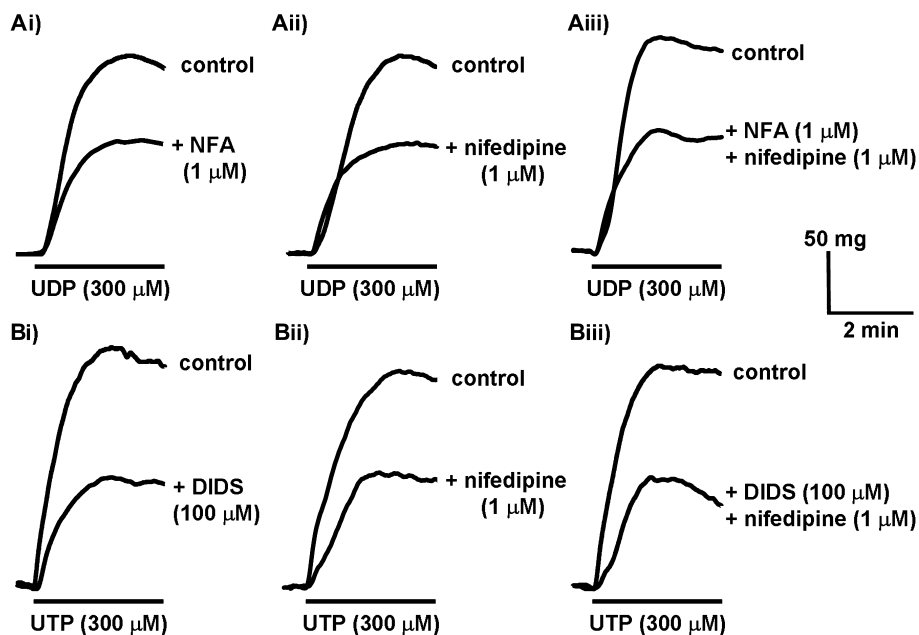 Ai)
control
+ NFA
(1 µM)
UDP (300 µM)
Aii)
control
+ nifedipine
(1 µM)
UDP (300 µM)
Aiii)
control
+ NFA (1 µM)
+ nifedipine (1 µM)
UDP (300 µM)
50 mg
2 min
Bi)
control
+ DIDS
(100 µM)
UTP (300 µM)
Bii)
control
+ nifedipine
(1 µM)
UTP (300 µM)
Biii)
control
+ DIDS (100 µM)
+ nifedipine (1 µM)
UTP (300 µM)